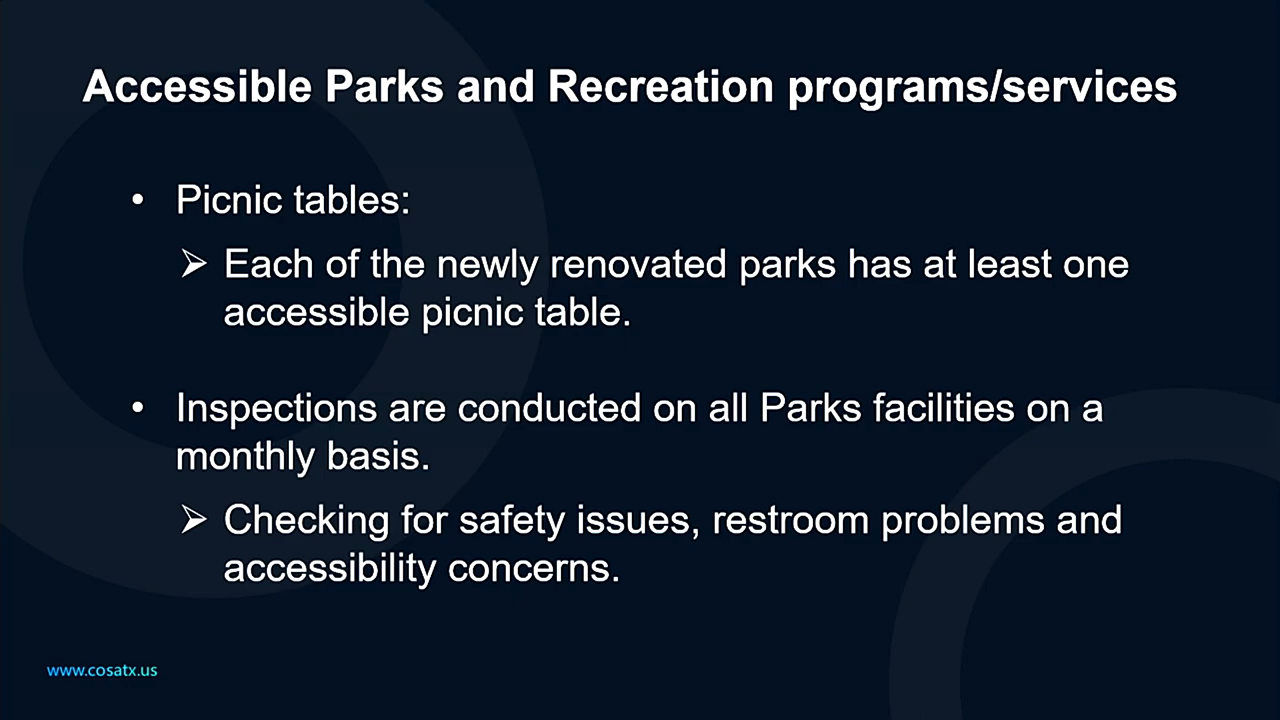 Accessible Parks and Recreation programs/services
• Picnic tables:
➢ Each of the newly renovated parks has at least one
accessible picnic table.
• Inspections are conducted on all Parks facilities on a
monthly basis.
➢ Checking for safety issues, restroom problems and
accessibility concerns.
www.cosatx.us